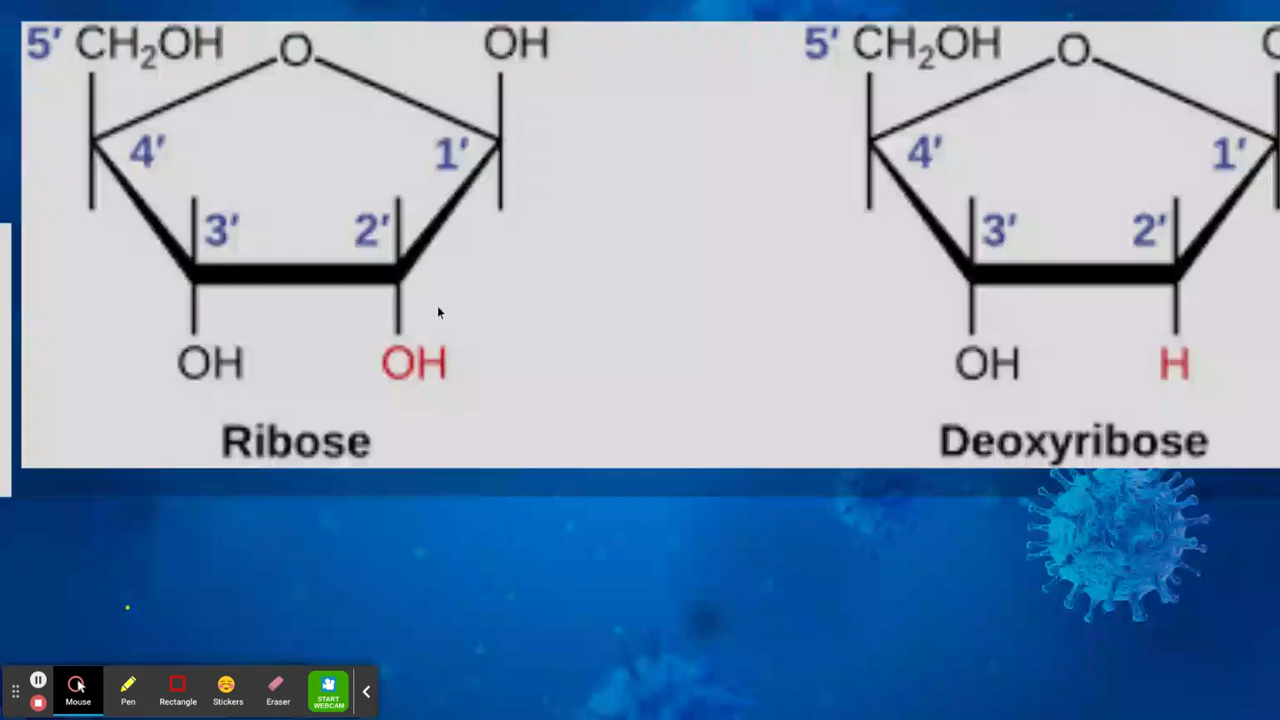 5′ CH₂OH O OH
4′ 1′
3′ 2′
OH OH
Ribose
5′ CH₂OH O
4′ 1′
3′ 2′
OH H
Deoxyribose
Mouse
Pen
Rectangle
Stickers
Eraser
START
WEBCAM